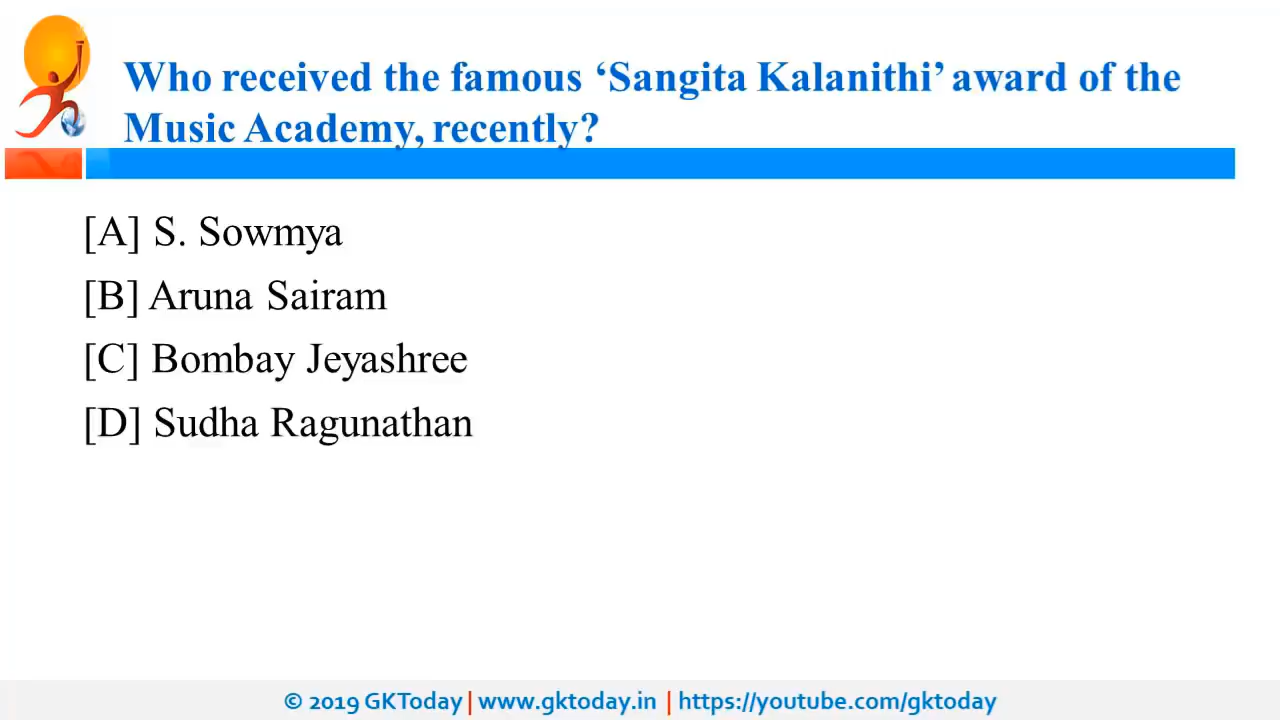 Who received the famous ‘Sangita Kalanithi’ award of the
Music Academy, recently?
[A] S. Sowmya
[B] Aruna Sairam
[C] Bombay Jeyashree
[D] Sudha Ragunathan
© 2019 GKToday | www.gktoday.in | https://youtube.com/gktoday